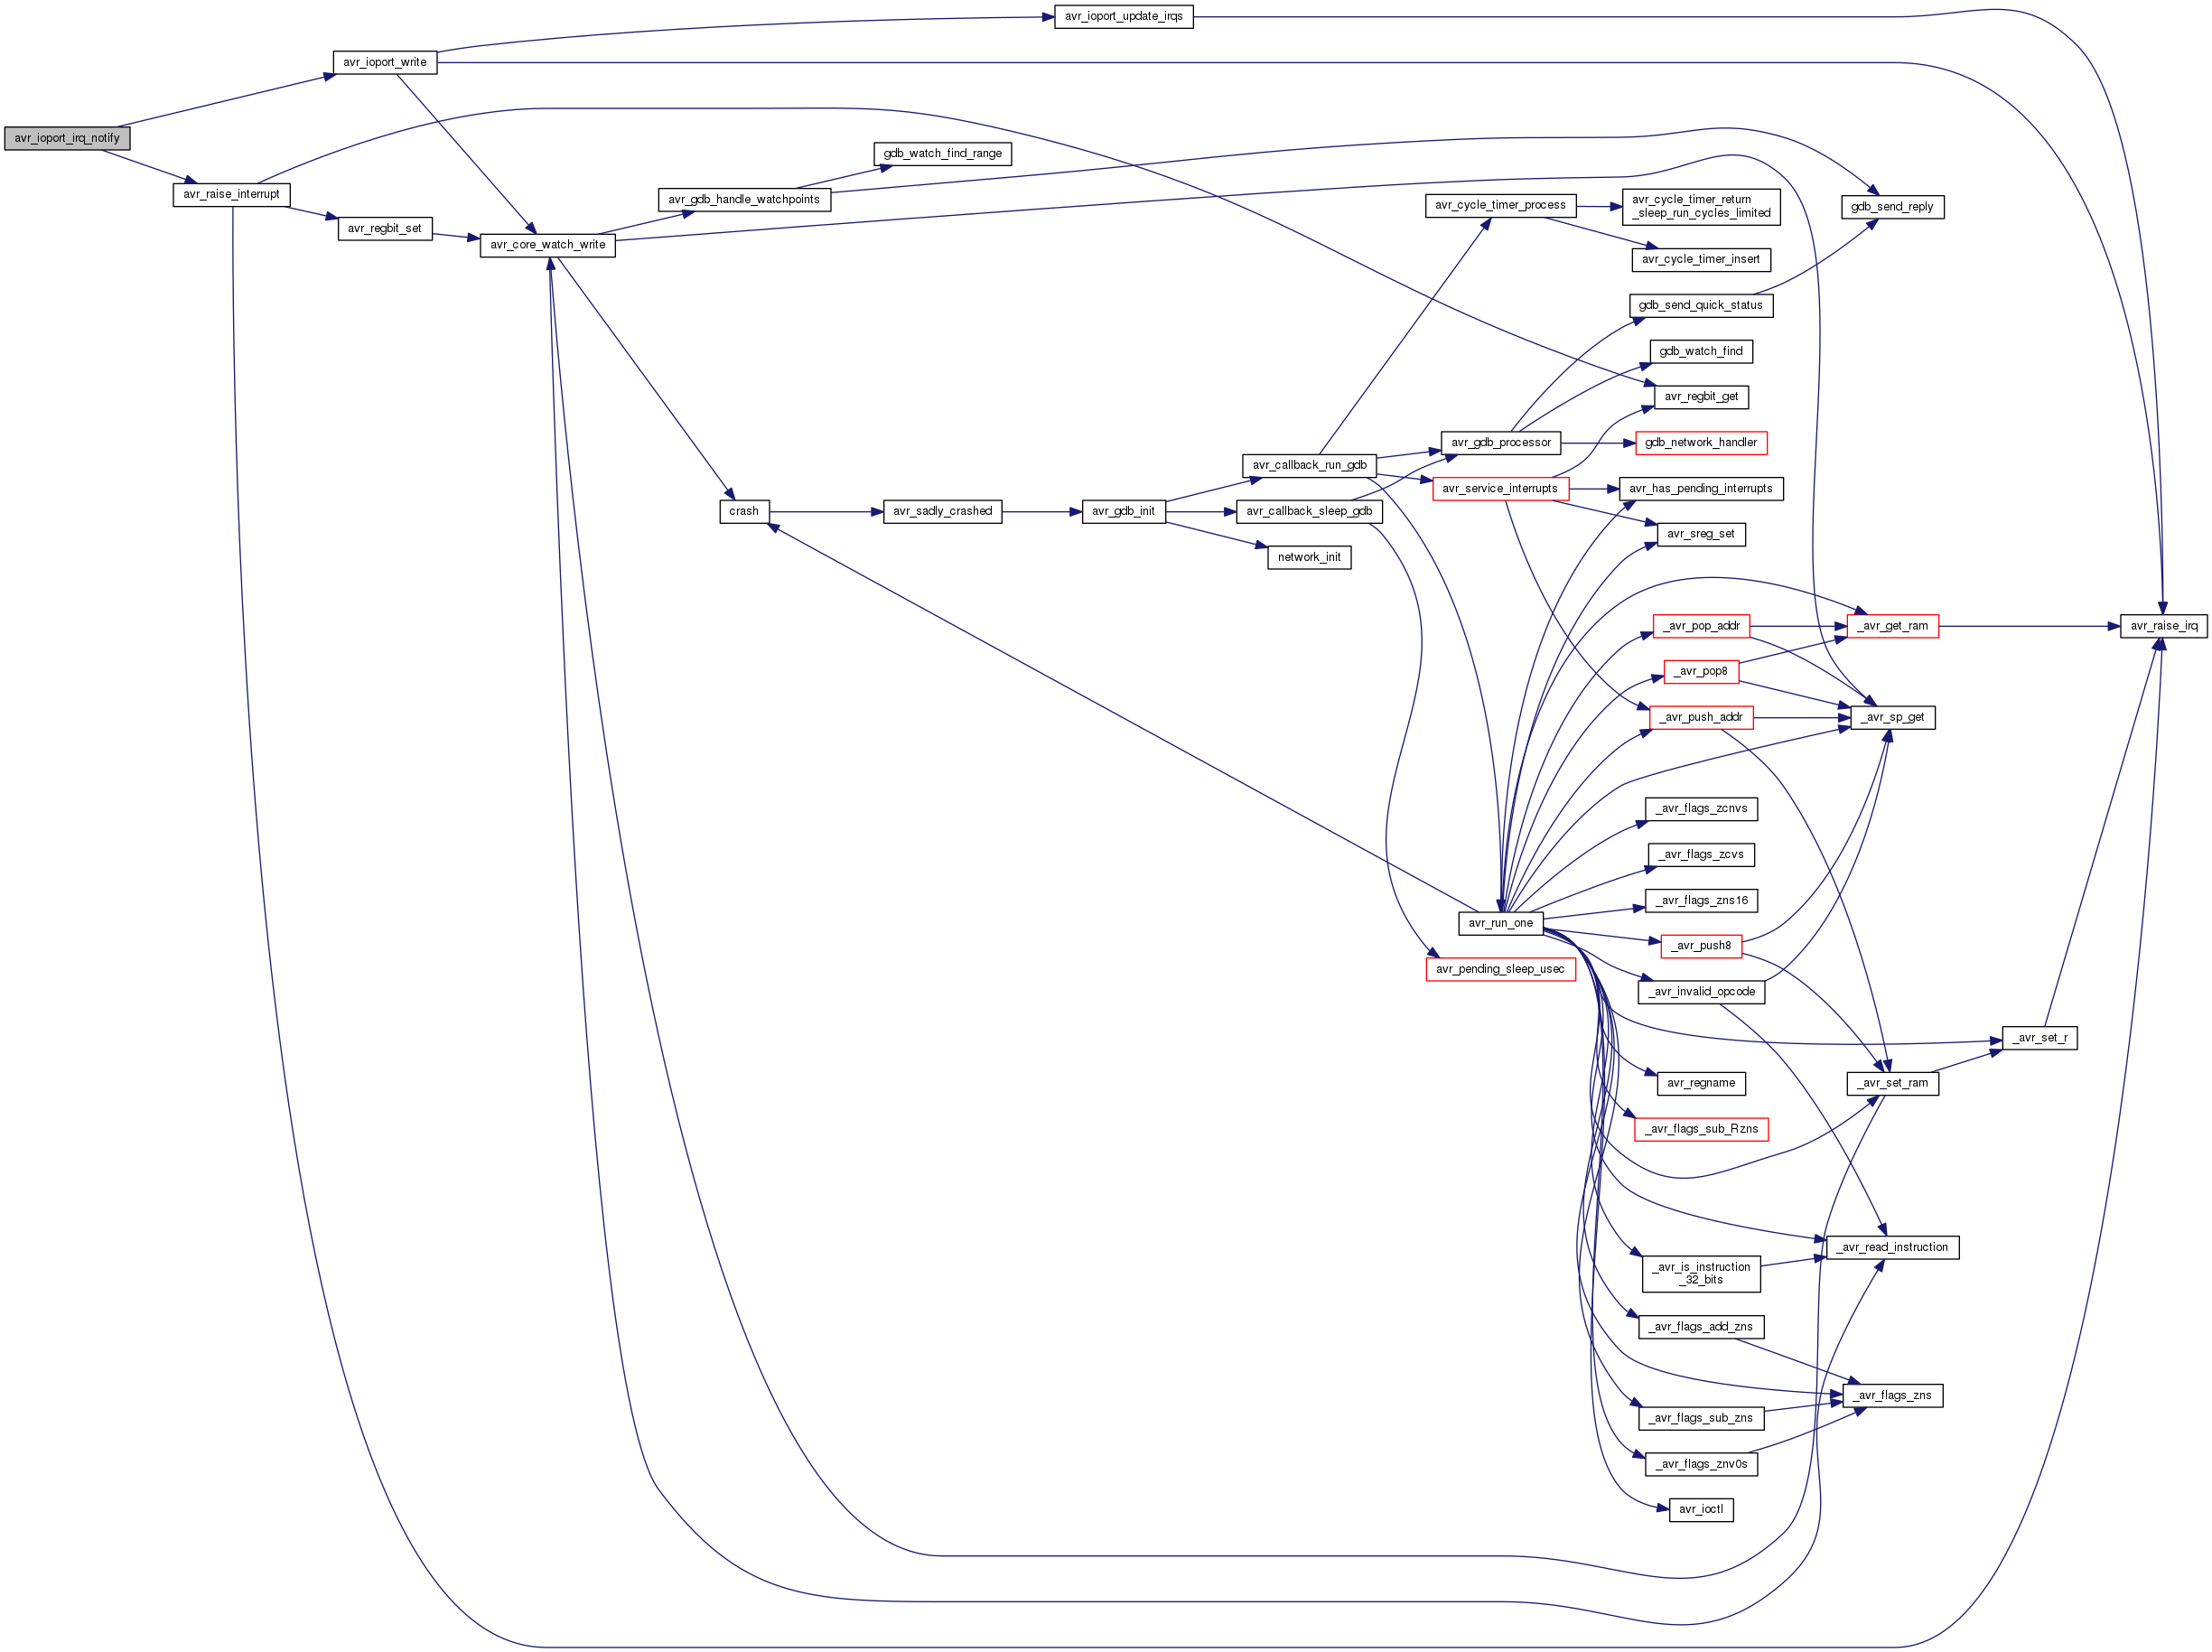 avr_ioport_update_irqs
avr_ioport_write
avr_ioport_irq_notify
gdb_watch_find_range
avr_raise_interrupt
avr_gdb_handle_watchpoints
avr_cycle_timer_process
avr_cycle_timer_return
_sleep_run_cycles_limited
gdb_send_reply
avr_regbit_set
avr_core_watch_write
avr_cycle_timer_insert
gdb_send_quick_status
gdb_watch_find
avr_regbit_get
avr_gdb_processor
gdb_network_handler
avr_callback_run_gdb
avr_service_interrupts
avr_has_pending_interrupts
crash
avr_sadly_crashed
avr_gdb_init
avr_callback_sleep_gdb
avr_sreg_set
network_init
_avr_pop_addr
_avr_get_ram
avr_raise_irq
_avr_pop8
_avr_push_addr
_avr_sp_get
_avr_flags_zcnvs
_avr_flags_zcvs
_avr_flags_zns16
avr_run_one
_avr_push8
avr_pending_sleep_usec
_avr_invalid_opcode
_avr_set_r
avr_regname
_avr_set_ram
_avr_flags_sub_Rzns
_avr_read_instruction
_avr_is_instruction
_32_bits
_avr_flags_add_zns
_avr_flags_zns
_avr_flags_sub_zns
_avr_flags_znv0s
avr_ioctl